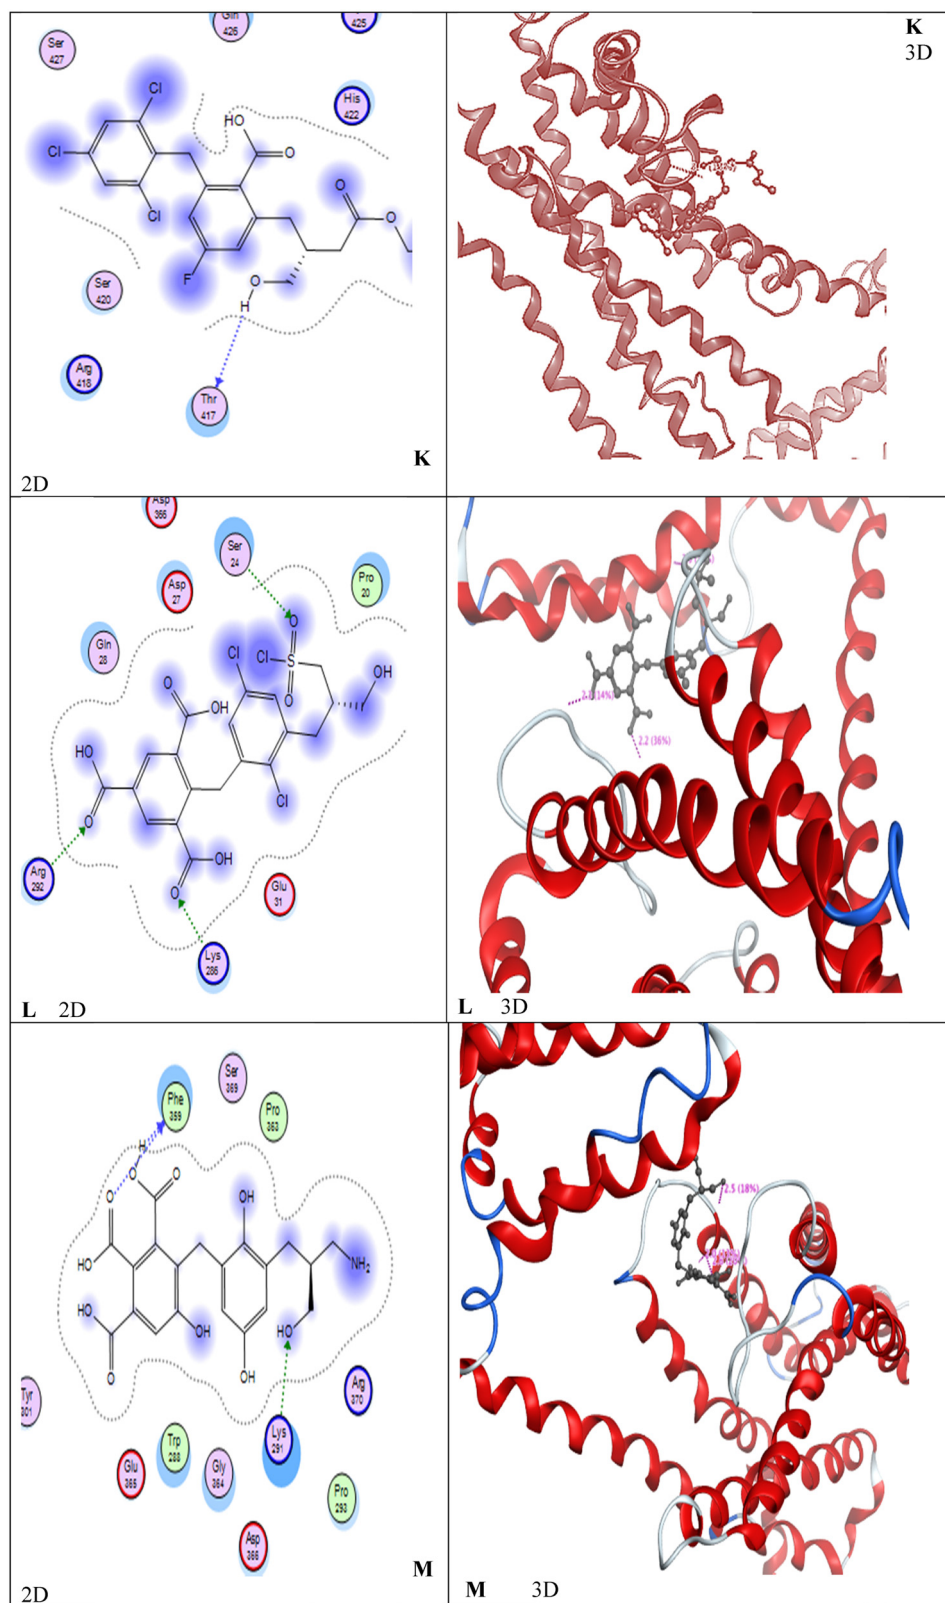 Gln
426
425
Ser
427
Cl
His
422
HO
O
Cl
O
Cl
O
F
O
H
Ser
420
Arg
418
Thr
417
K
2D
K
3D
Asp
366
Ser
24
Pro
20
Asp
27
Gln
28
O
Cl
Cl
S
O
OH
O
OH
HO
O
Cl
OH
O
Arg
292
Glu
31
Lys
286
L 2D
2.2 (36%)
L 3D
Ser
369
Phe
359
Pro
363
H
O
O
O
OH
HO
NH₂
HO
OH
HO
O
OH
Tyr
301
Arg
370
Lys
291
Trp
288
Glu
365
Gly
364
Pro
293
Asp
366
M
2D
2.5 (18%)
M 3D